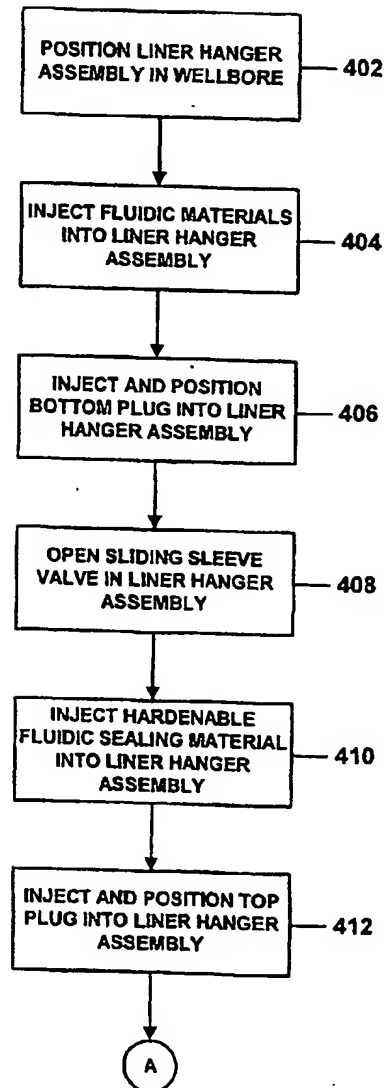 POSITION LINER HANGER
ASSEMBLY IN WELLBORE
402
INJECT FLUIDIC MATERIALS
INTO LINER HANGER
ASSEMBLY
404
INJECT AND POSITION
BOTTOM PLUG INTO LINER
HANGER ASSEMBLY
406
OPEN SLIDING SLEEVE
VALVE IN LINER HANGER
ASSEMBLY
408
INJECT HARDENABLE
FLUIDIC SEALING MATERIAL
INTO LINER HANGER
ASSEMBLY
410
INJECT AND POSITION TOP
PLUG INTO LINER HANGER
ASSEMBLY
412
A